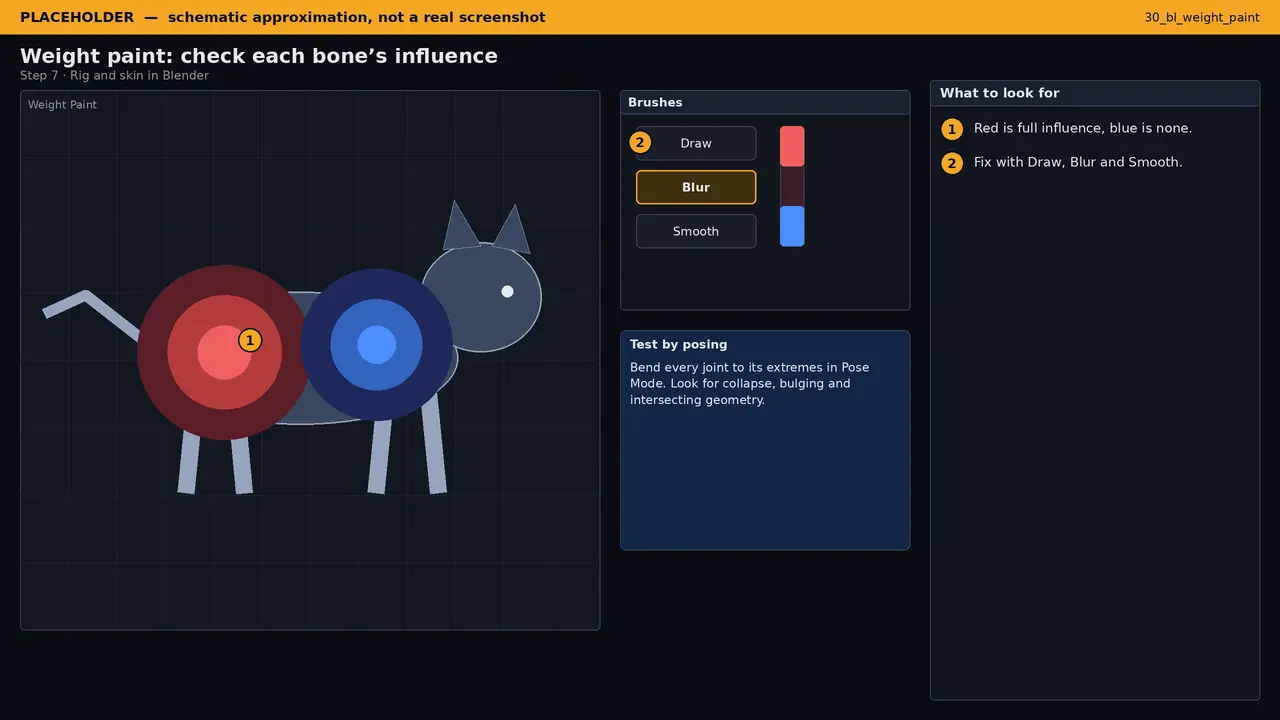 PLACEHOLDER — schematic approximation, not a real screenshot
30_bl_weight_paint
Weight paint: check each bone’s influence
Step 7 · Rig and skin in Blender
Weight Paint
1
Brushes
2
Draw
Blur
Smooth
Test by posing
Bend every joint to its extremes in Pose
Mode. Look for collapse, bulging and
intersecting geometry.
What to look for
1 Red is full influence, blue is none.
2 Fix with Draw, Blur and Smooth.